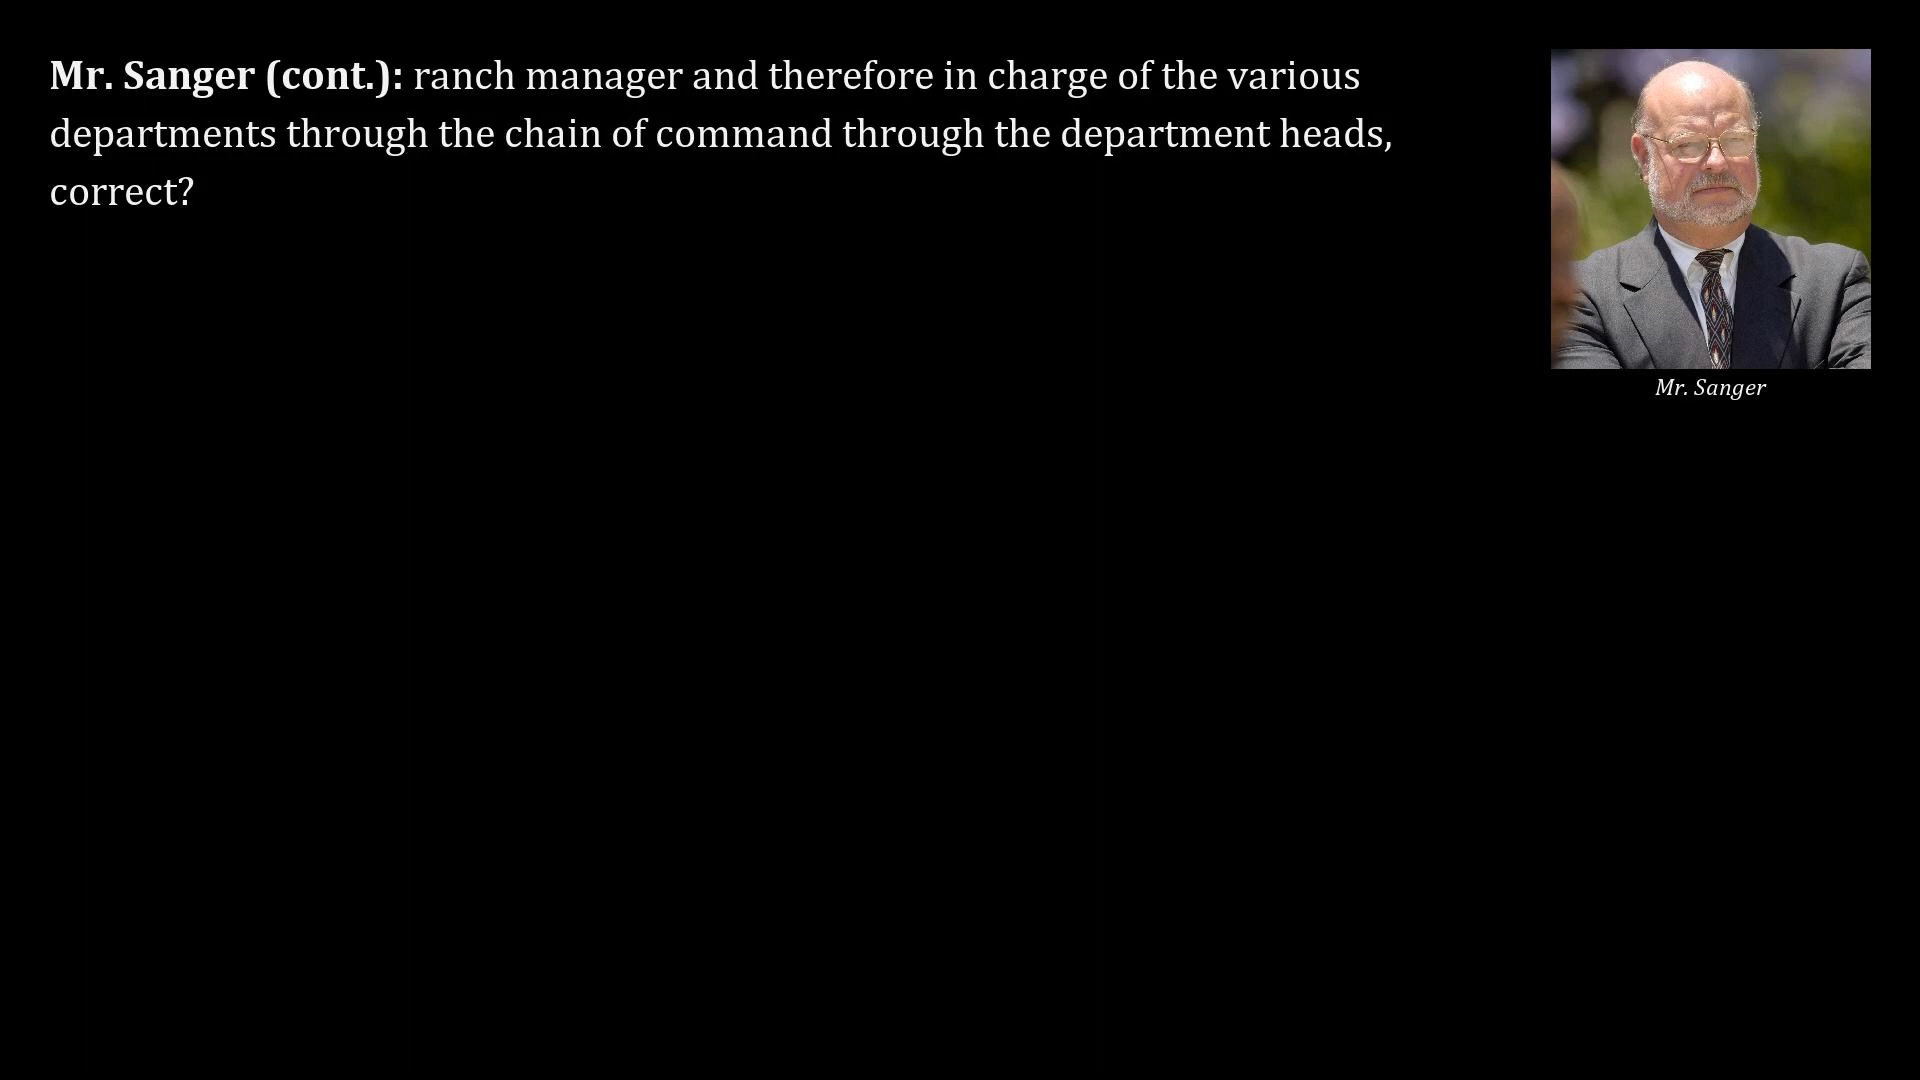 Mr. Sanger (cont.): ranch manager and therefore in charge of the various
departments through the chain of command through the department heads,
correct?
Mr. Sanger